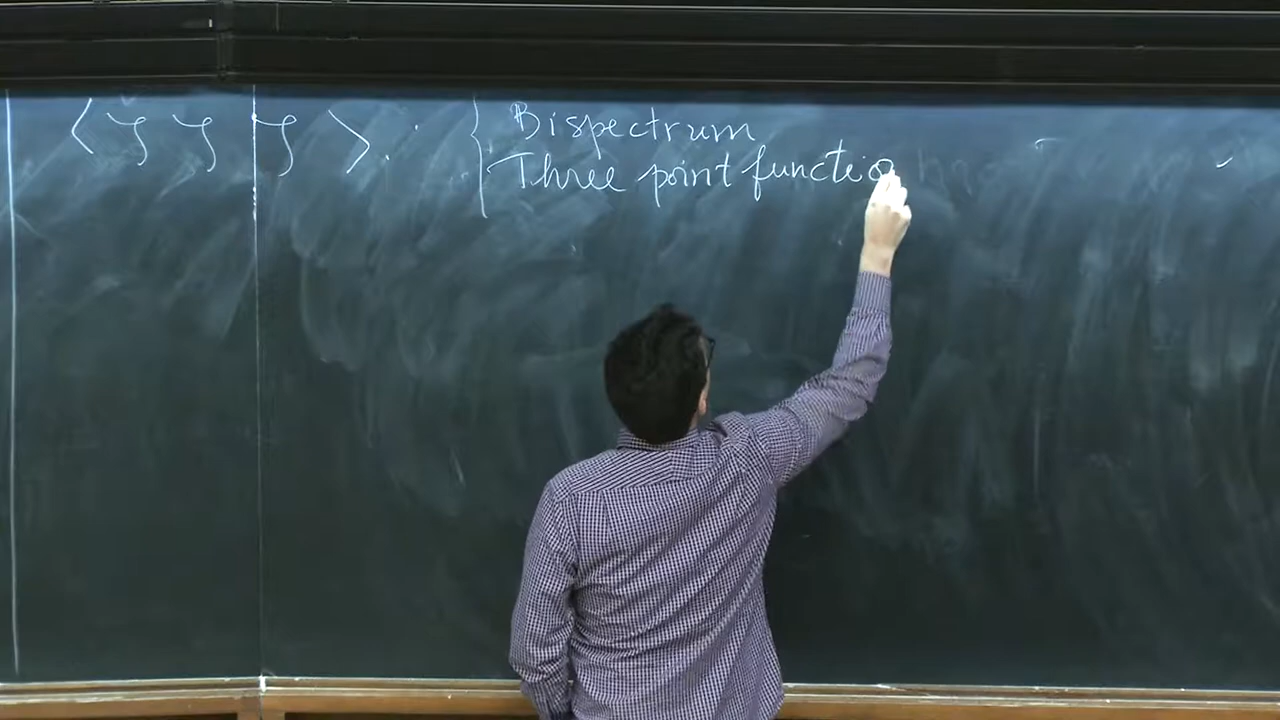 ⟨ ζ ζ ζ ⟩ : { Bispectrum
Three point functio